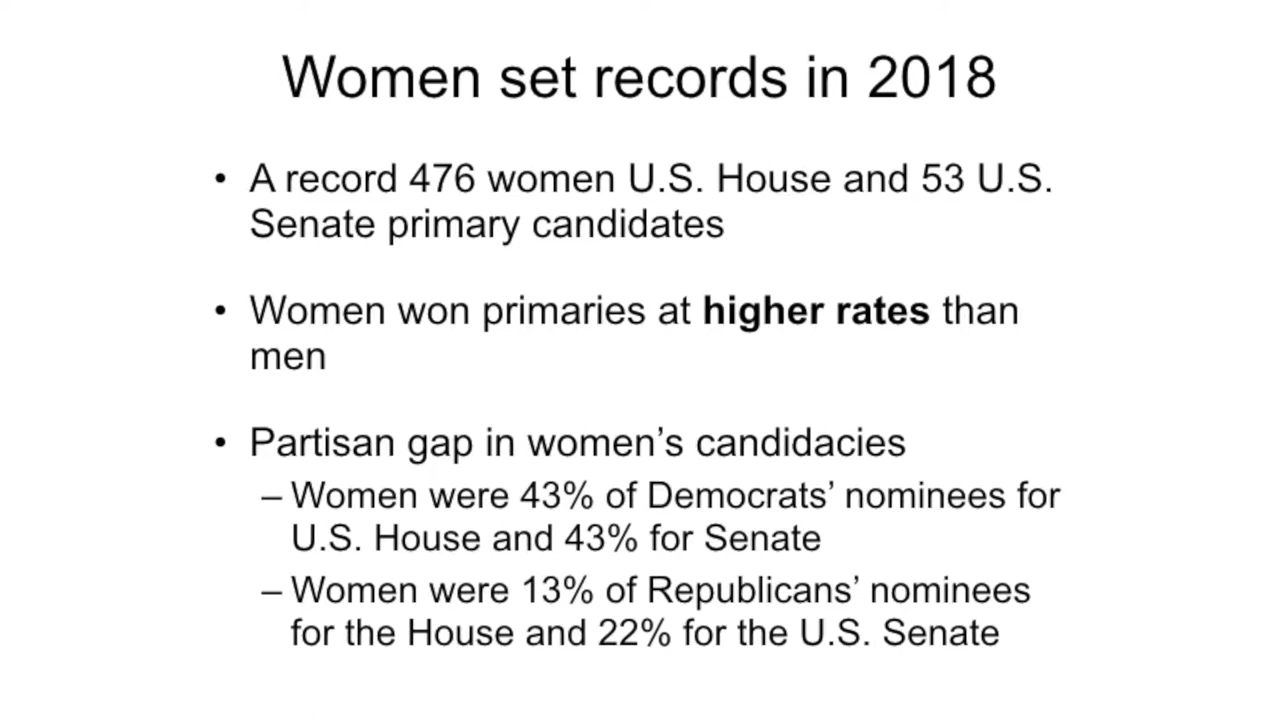 Women set records in 2018
• A record 476 women U.S. House and 53 U.S.
Senate primary candidates
• Women won primaries at higher rates than
men
• Partisan gap in women’s candidacies
– Women were 43% of Democrats’ nominees for
U.S. House and 43% for Senate
– Women were 13% of Republicans’ nominees
for the House and 22% for the U.S. Senate